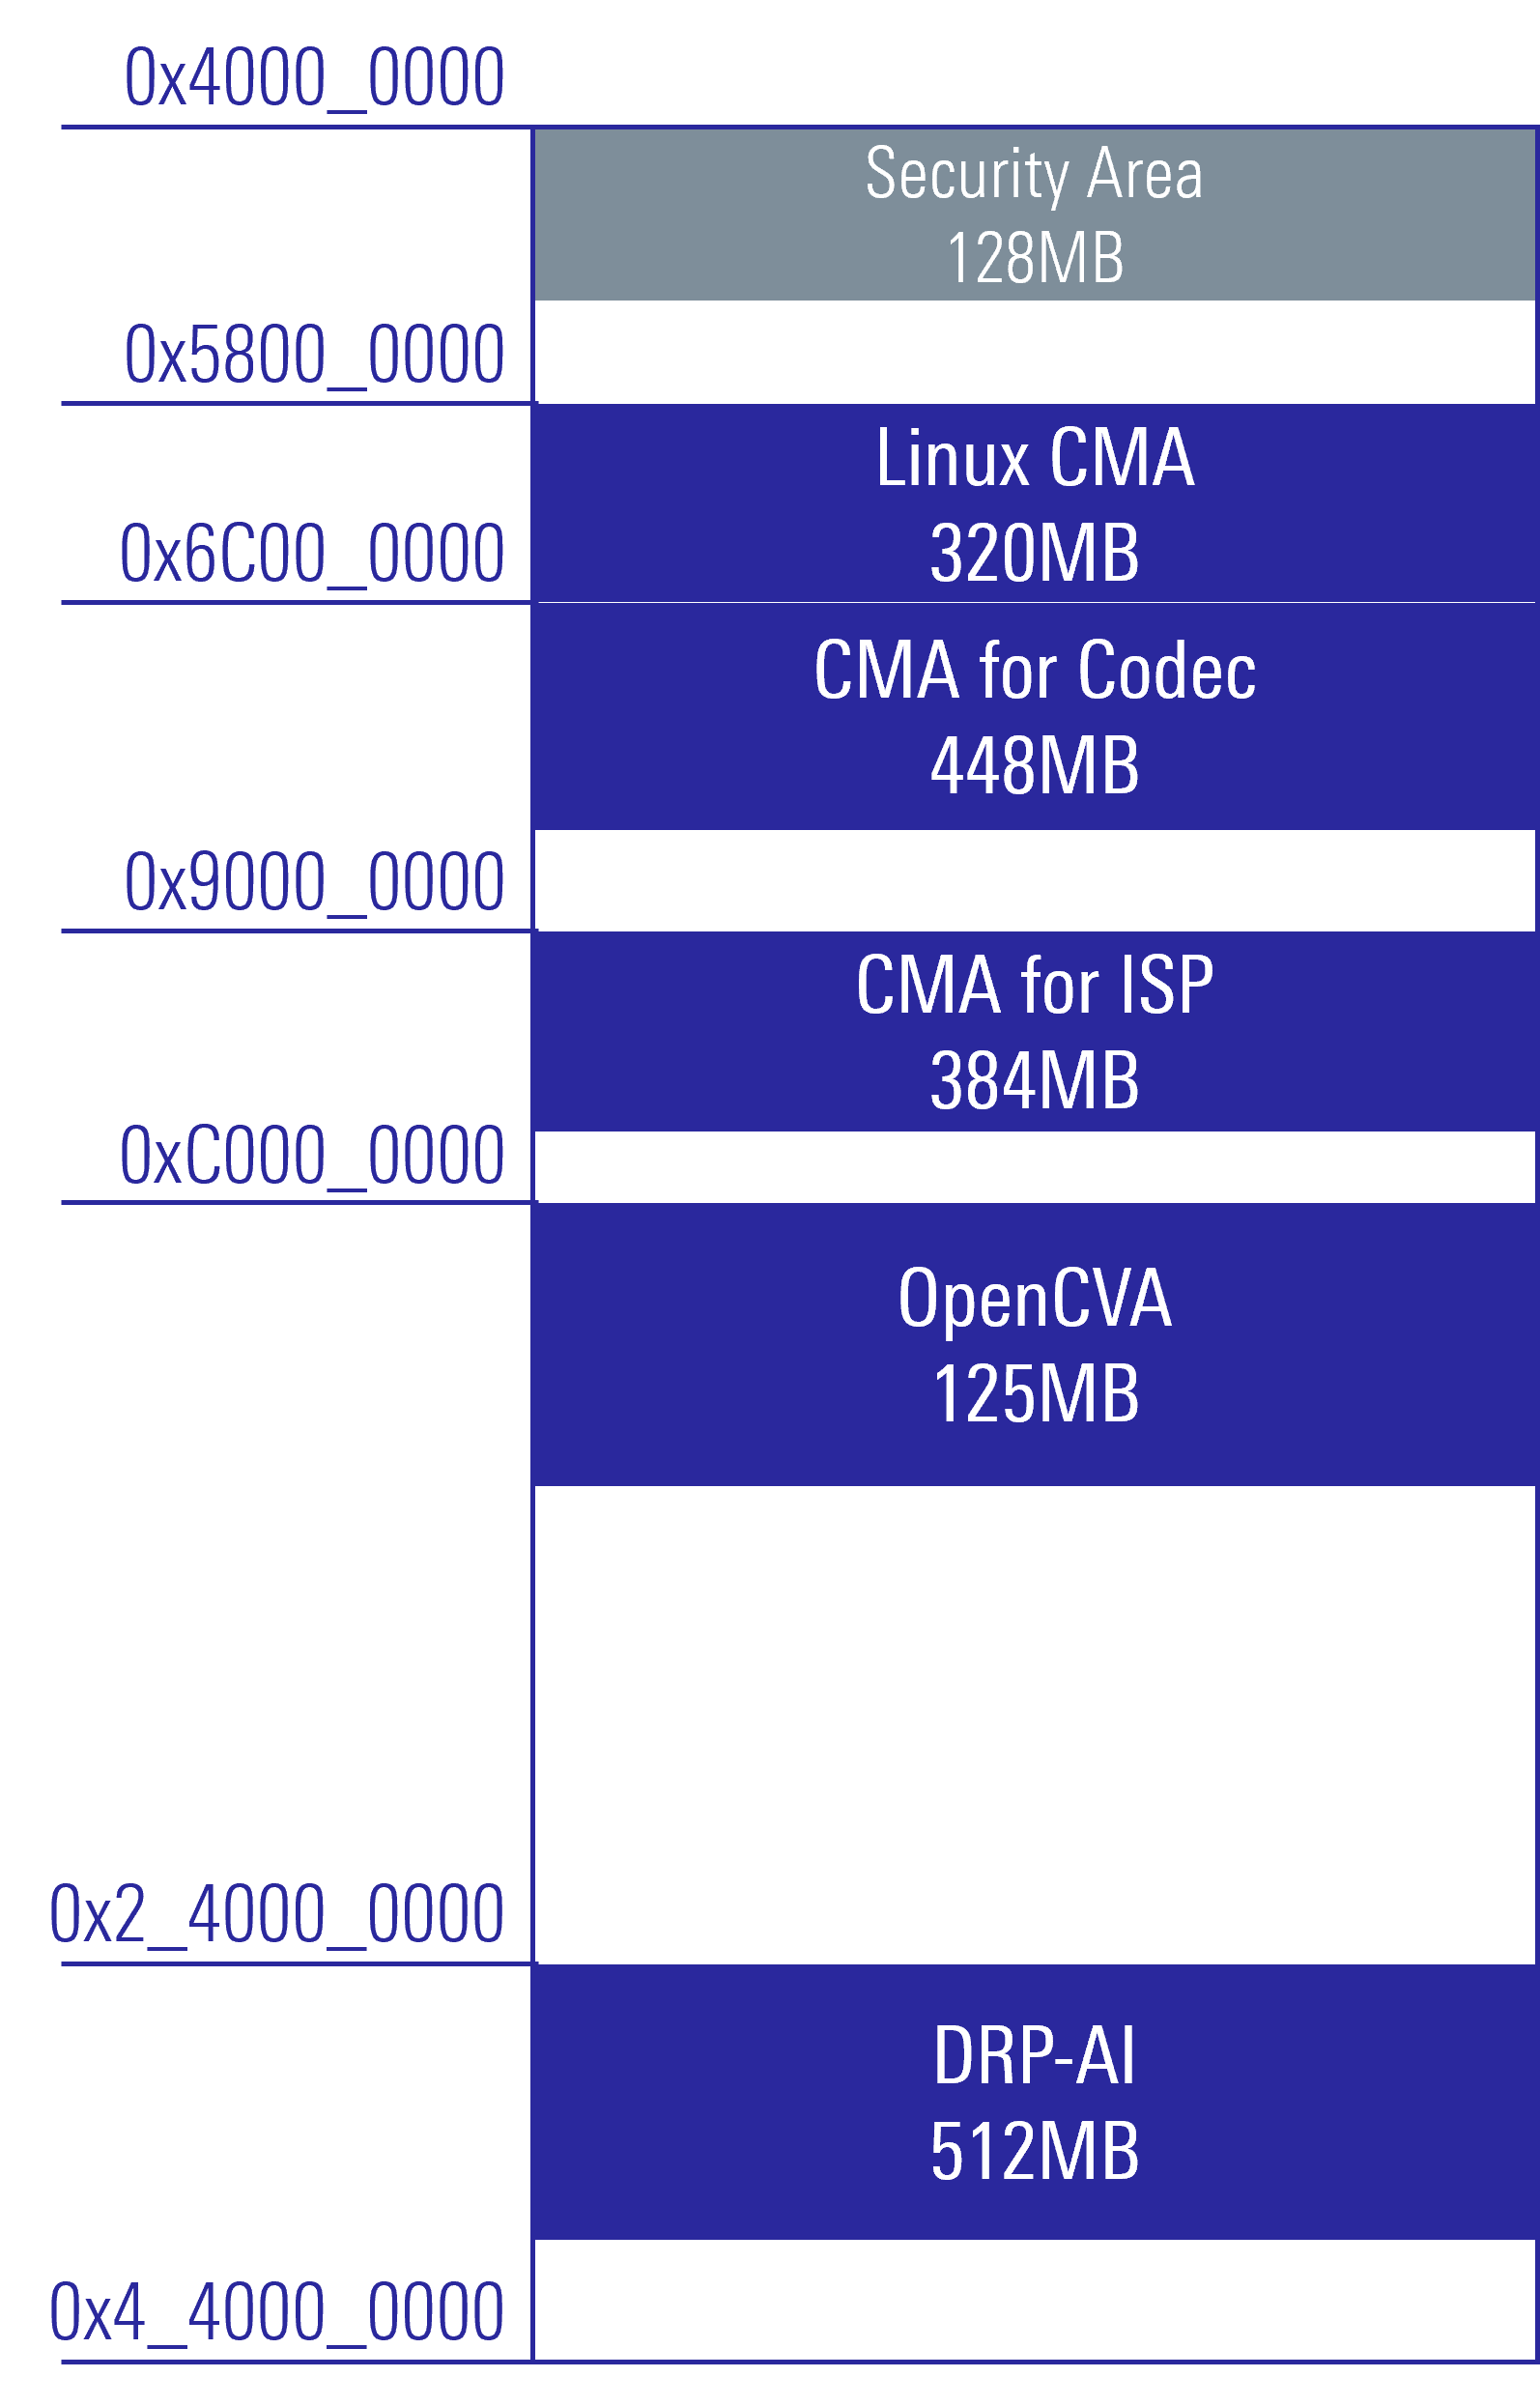 0x4000_0000
Security Area
128MB
0x5800_0000
Linux CMA
320MB
0x6C00_0000
CMA for Codec
448MB
0x9000_0000
CMA for ISP
384MB
0xC000_0000
OpenCVA
125MB
0x2_4000_0000
DRP-AI
512MB
0x4_4000_0000